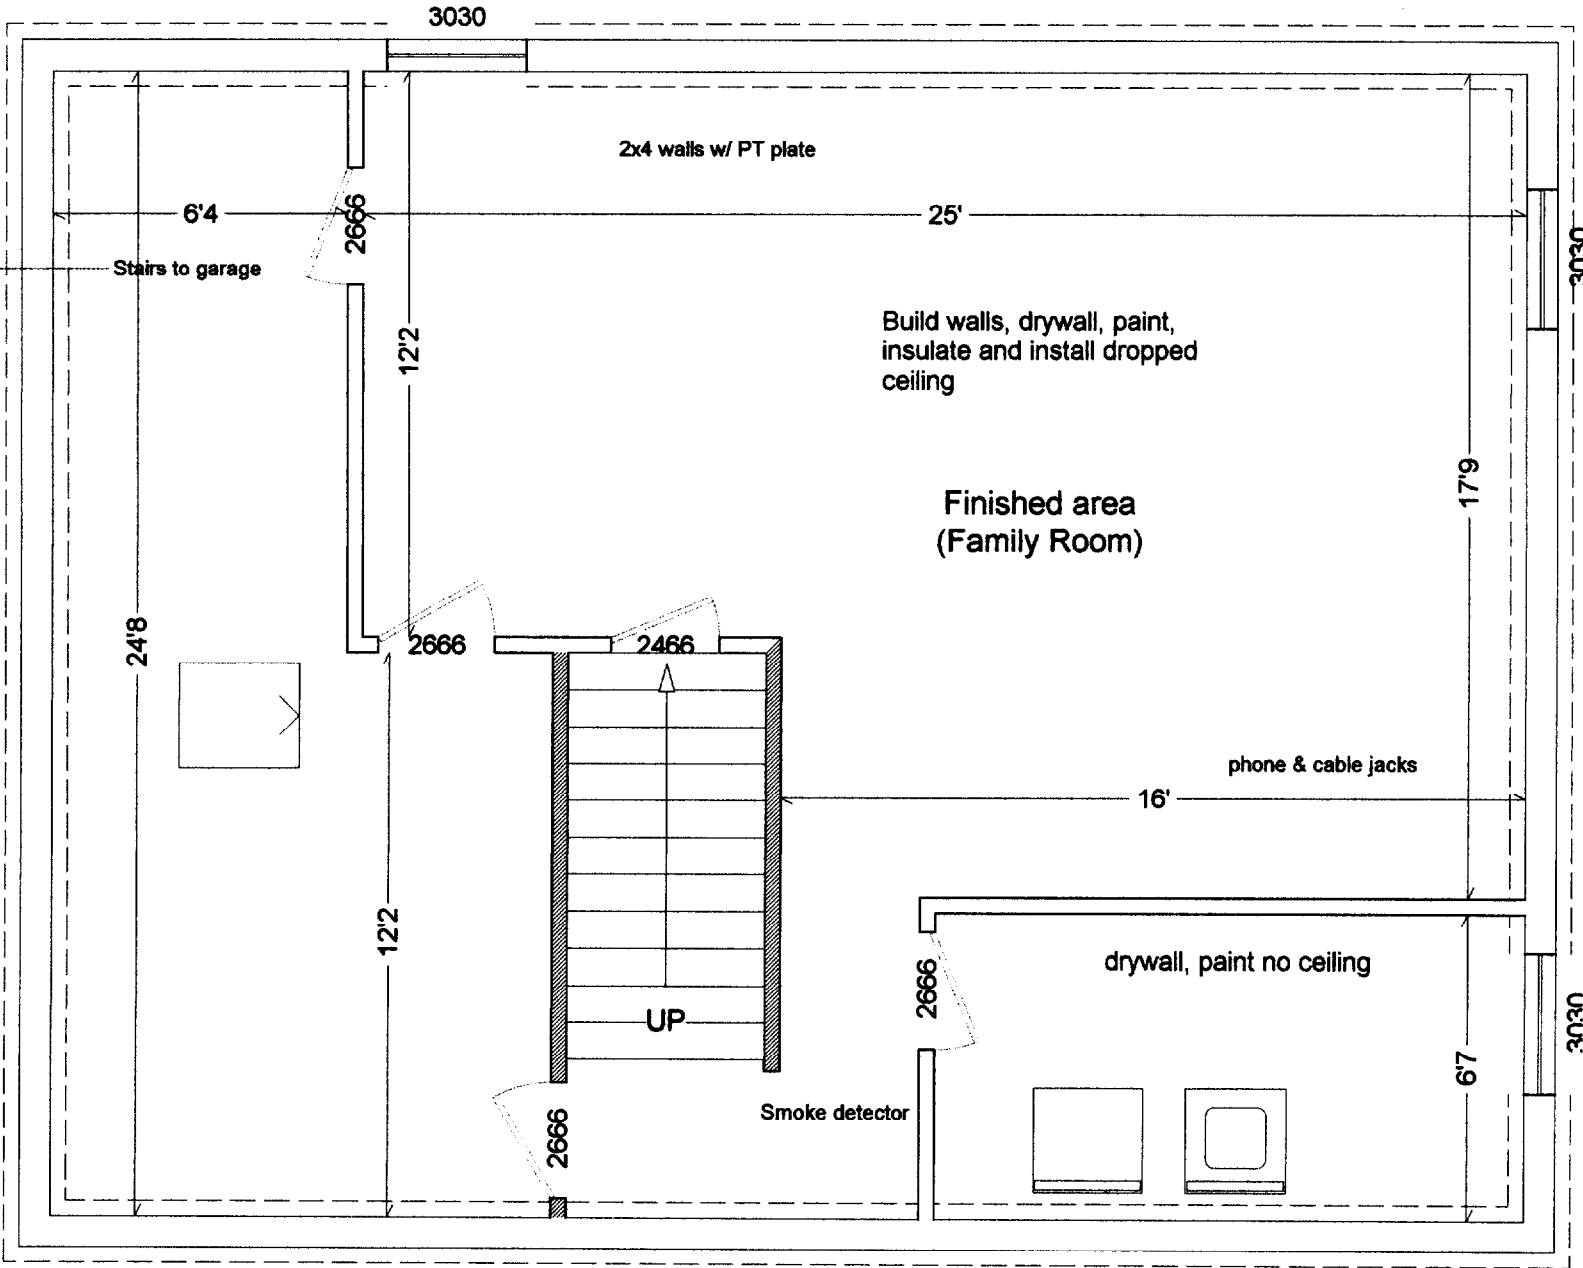 3030
2x4 walls w/ PT plate
6'4
2666
25'
3030
Stairs to garage
12'2
Build walls, drywall, paint,
insulate and install dropped
ceiling
17'9
Finished area
(Family Room)
24'8
2666
2466
phone & cable jacks
16'
12'2
2666
drywall, paint no ceiling
UP
3030
6'7
Smoke detector
2666